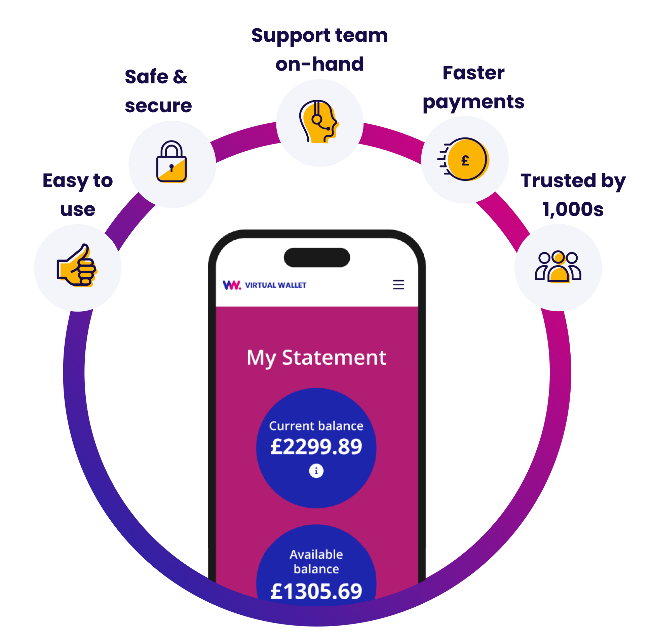 Support team
on-hand
Safe &
secure
Faster
payments
Easy to
use
Trusted by
1,000s
£
W. VIRTUAL WALLET
My Statement
Current balance
£2299.89
i
Available
balance
£1305.69